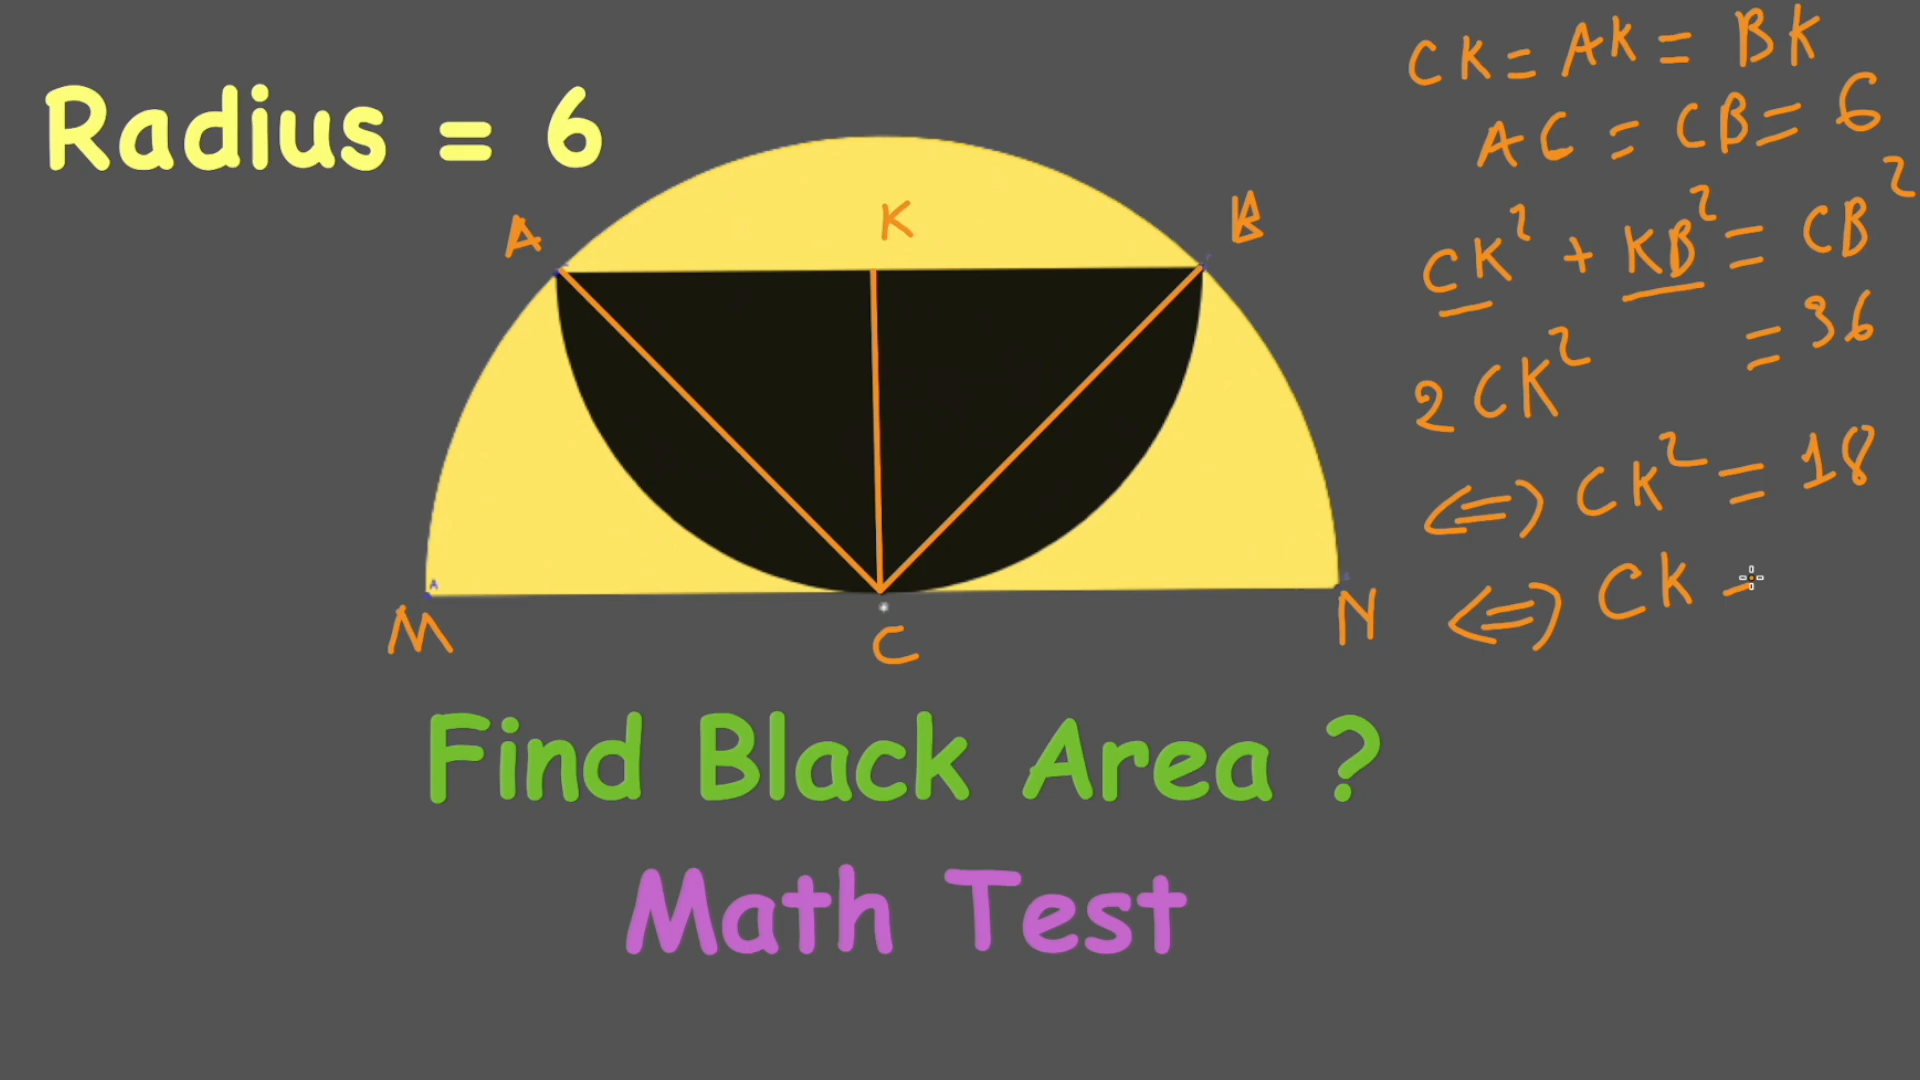 Radius = 6
A
K
B
M
C
N
CK = AK = BK
AC = CB = 6
CK² + KB² = CB²
2CK² = 36
<=> CK² = 18
<=> CK -
Find Black Area ?
Math Test